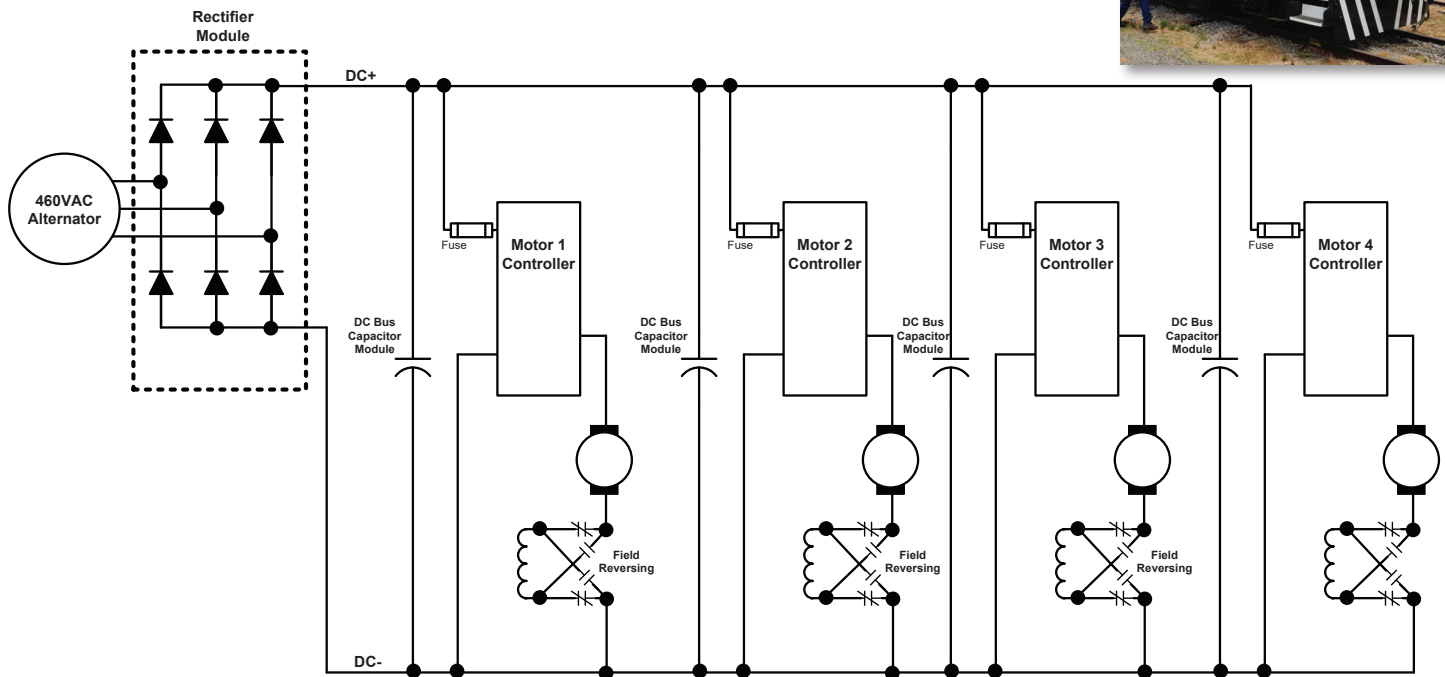 Rectifier
Module
DC+
460VAC
Alternator
Fuse
Motor 1
Controller
Fuse
Motor 2
Controller
Fuse
Motor 3
Controller
Fuse
Motor 4
Controller
DC Bus
Capacitor
Module
DC Bus
Capacitor
Module
DC Bus
Capacitor
Module
DC Bus
Capacitor
Module
Field
Reversing
Field
Reversing
Field
Reversing
DC-